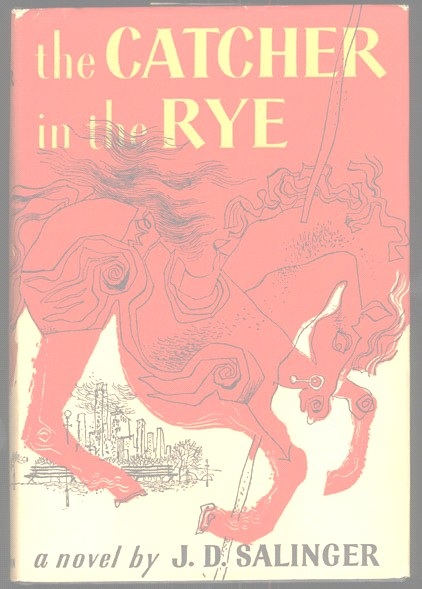 the CATCHER
in the RYE
a novel by J. D. SALINGER